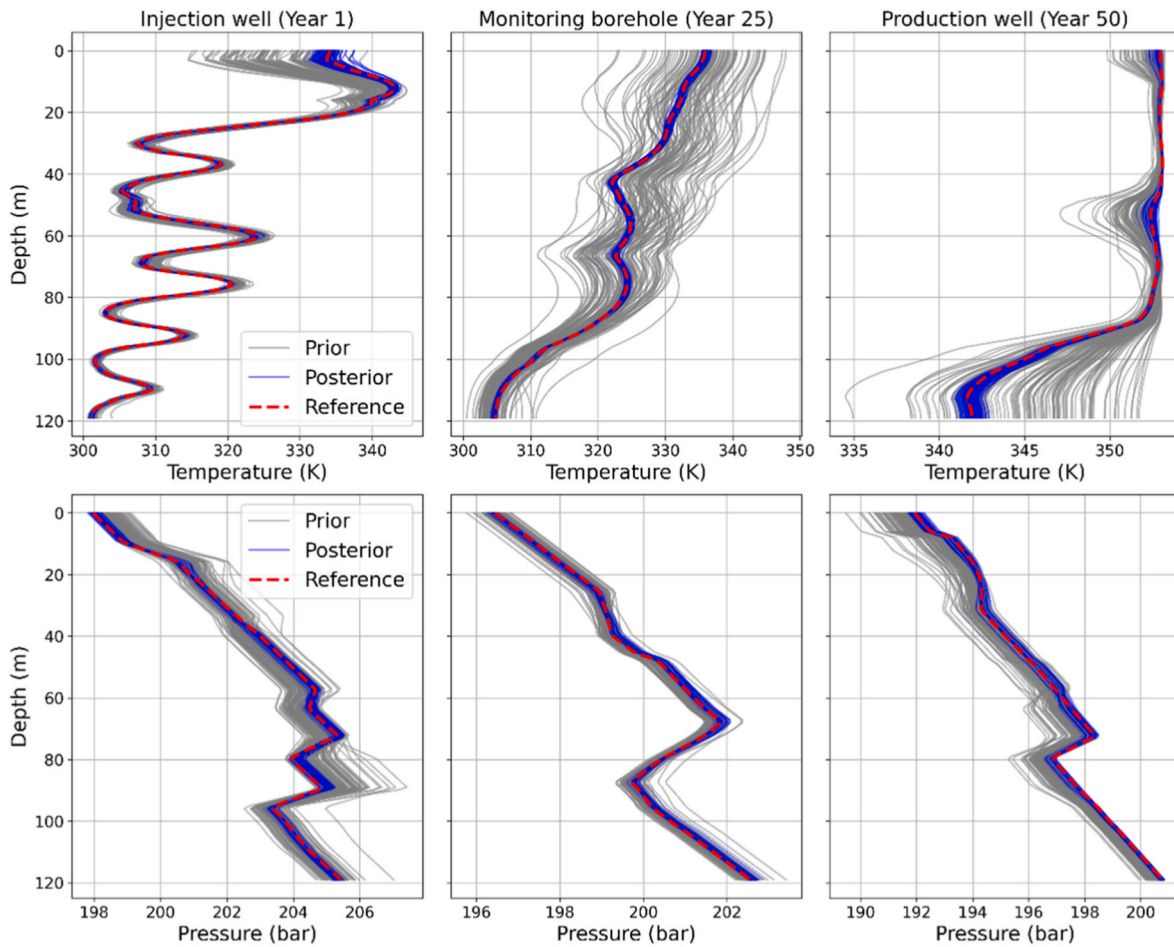 Injection well (Year 1)
Monitoring borehole (Year 25)
Production well (Year 50)
Depth (m)
0
20
40
60
80
100
120
Prior
Posterior
Reference
300 310 320 330 340
Temperature (K)
300 310 320 330 340 350
Temperature (K)
335 340 345 350
Temperature (K)
Depth (m)
0
20
40
60
80
100
120
Prior
Posterior
Reference
198 200 202 204 206
Pressure (bar)
196 198 200 202
Pressure (bar)
190 192 194 196 198 200
Pressure (bar)